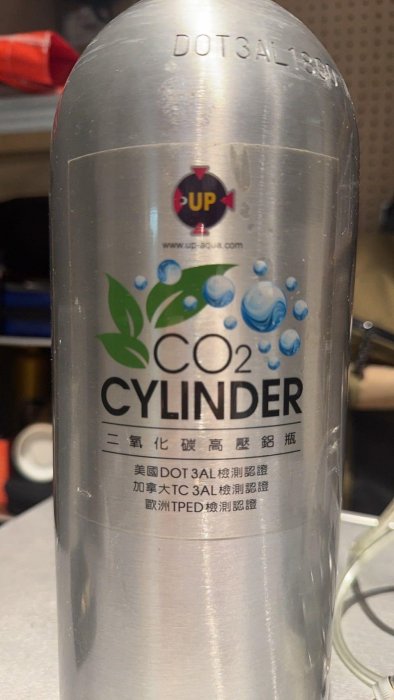 DOT3AL
UP
www.up-aqua.com
CO2
CYLINDER
二氧化碳高壓鋁瓶
美國DOT 3AL檢測認證
加拿大TC 3AL檢測認證
歐洲TPED檢測認證